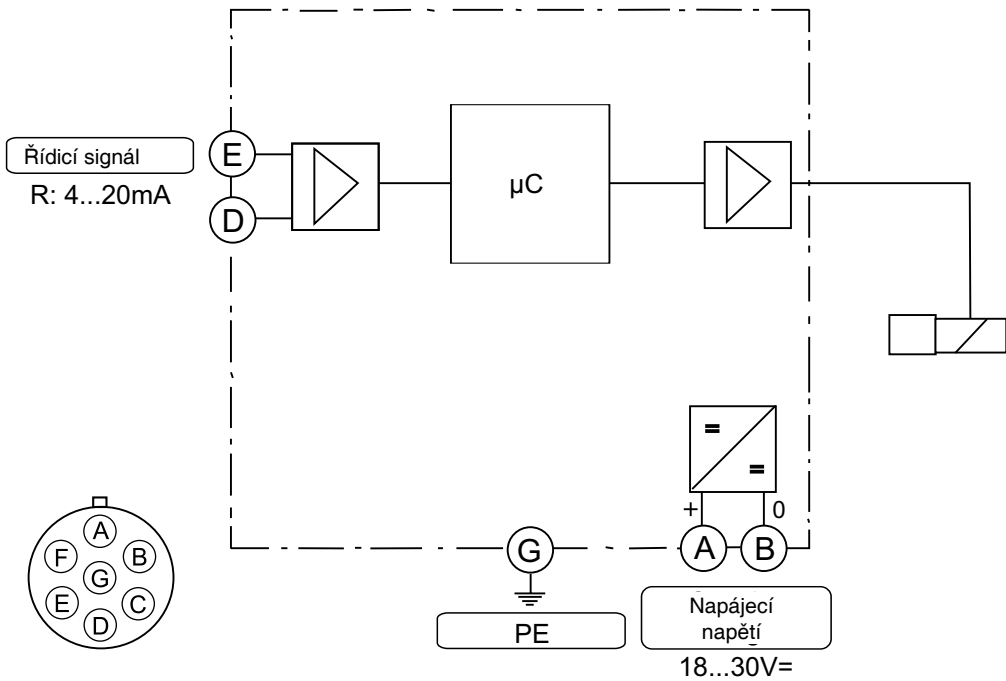 Řídicí signál
R: 4...20mA
E
D
µC
=
=
+
0
A
B
G
PE
Napájecí
napětí
18...30V=
A
F
B
G
E
C
D